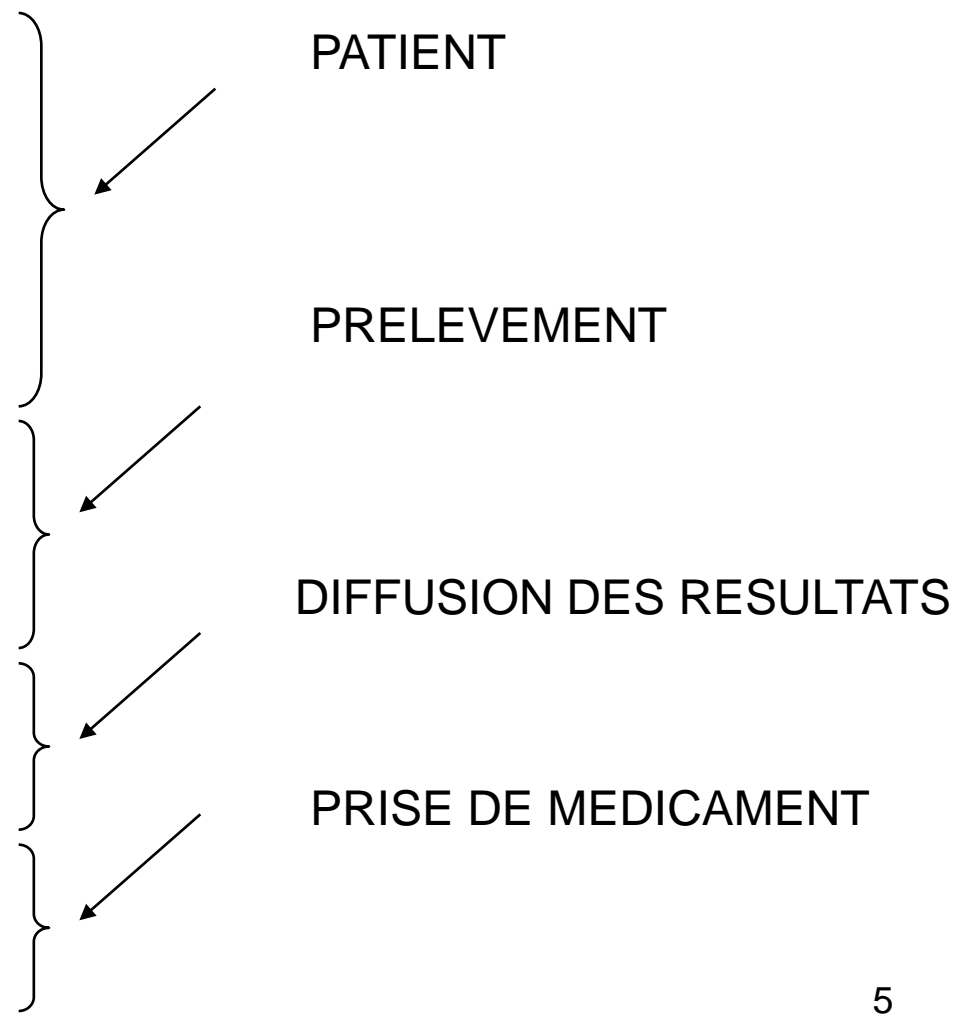 PATIENT
PRELEVEMENT
DIFFUSION DES RESULTATS
PRISE DE MEDICAMENT
5